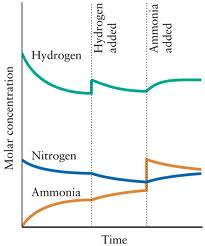 Hydrogen
added
Ammonia
added
Hydrogen
Molar concentration
Nitrogen
Ammonia
Time